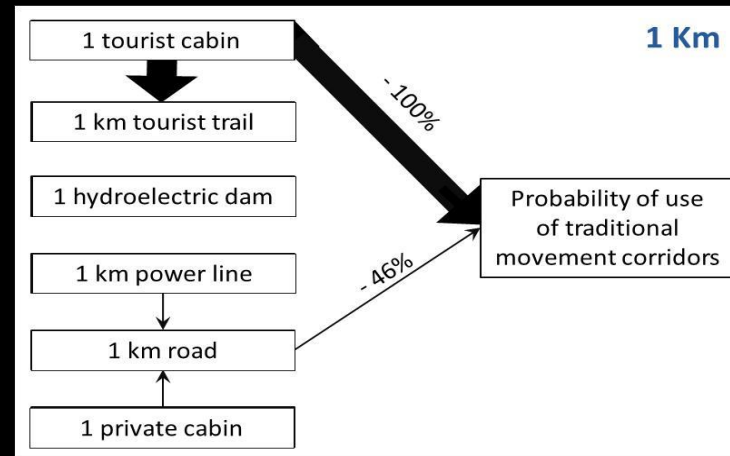 1 Km
1 tourist cabin
- 100%
1 km tourist trail
1 hydroelectric dam
Probability of use
of traditional
movement corridors
1 km power line
- 46%
1 km road
1 private cabin